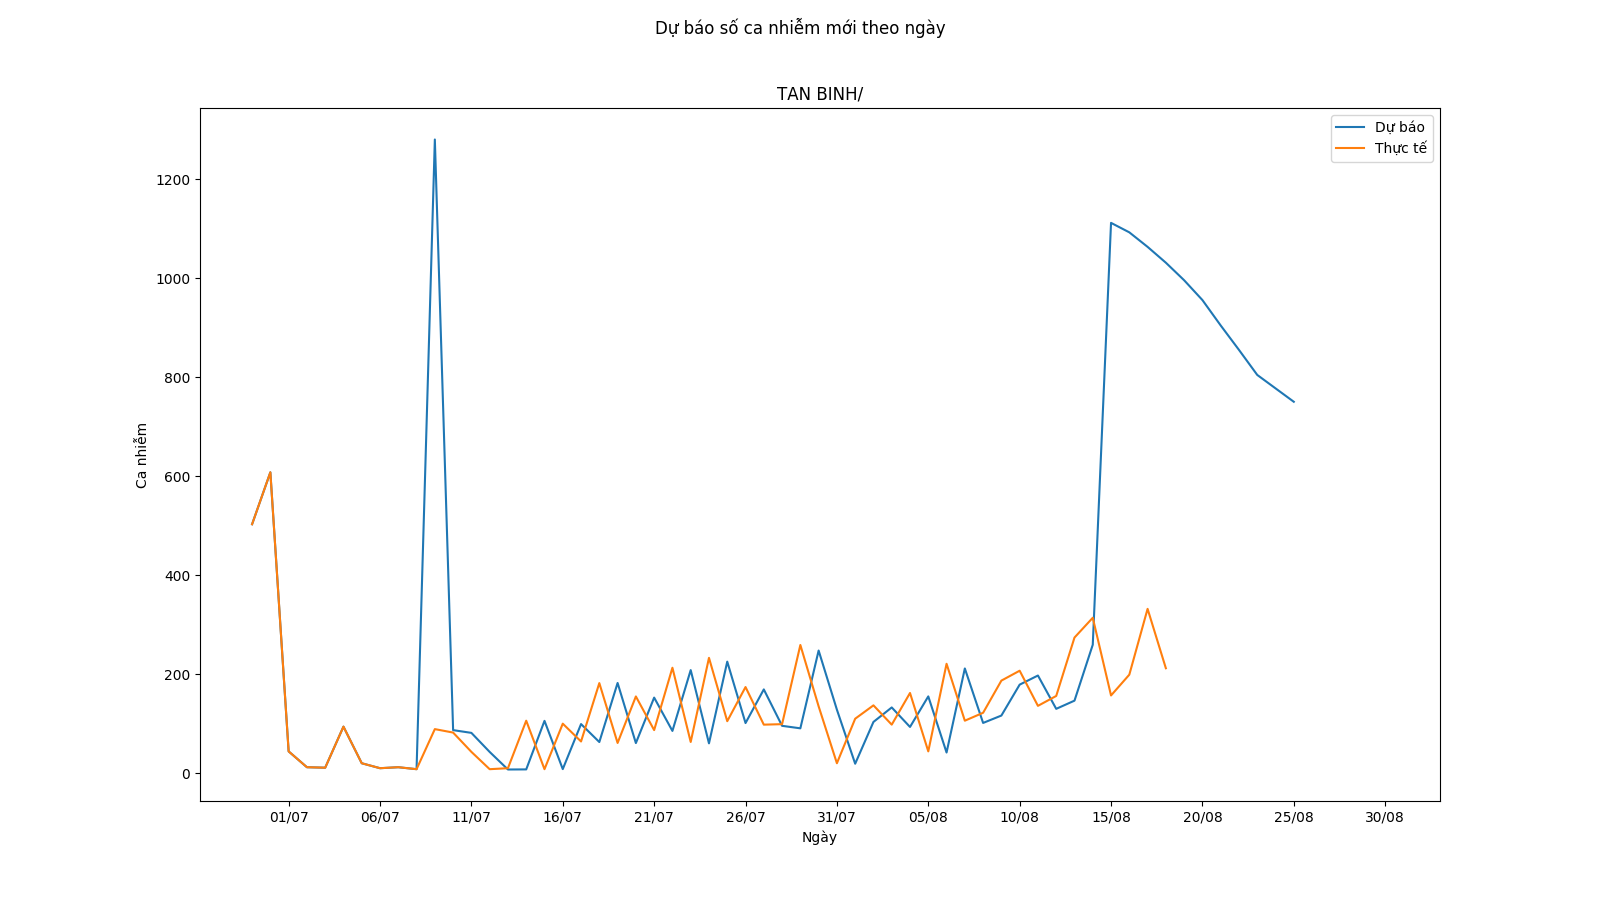 Dự báo số ca nhiễm mới theo ngày
TAN BINH/
Dự báo
Thực tế
1200
1000
800
600
400
200
0
Ca nhiễm
01/07 06/07 11/07 16/07 21/07 26/07 31/07 05/08 10/08 15/08 20/08 25/08 30/08
Ngày